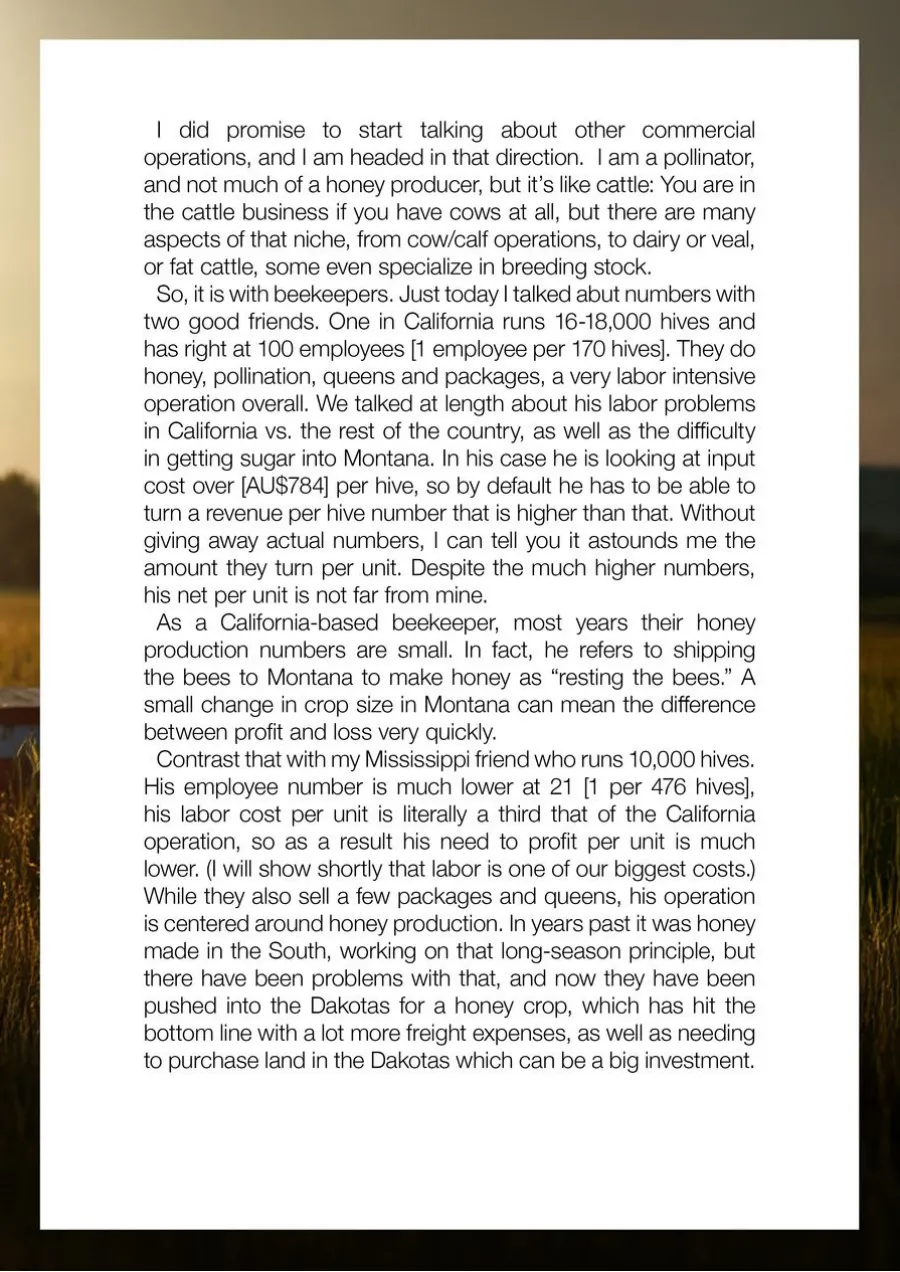 I did promise to start talking about other commercial
operations, and I am headed in that direction.  I am a pollinator,
and not much of a honey producer, but it’s like cattle: You are in
the cattle business if you have cows at all, but there are many
aspects of that niche, from cow/calf operations, to dairy or veal,
or fat cattle, some even specialize in breeding stock.
So, it is with beekeepers. Just today I talked abut numbers with
two good friends. One in California runs 16-18,000 hives and
has right at 100 employees [1 employee per 170 hives]. They do
honey, pollination, queens and packages, a very labor intensive
operation overall. We talked at length about his labor problems
in California vs. the rest of the country, as well as the difficulty
in getting sugar into Montana. In his case he is looking at input
cost over [AU$784] per hive, so by default he has to be able to
turn a revenue per hive number that is higher than that. Without
giving away actual numbers, I can tell you it astounds me the
amount they turn per unit. Despite the much higher numbers,
his net per unit is not far from mine.
As a California-based beekeeper, most years their honey
production numbers are small. In fact, he refers to shipping
the bees to Montana to make honey as “resting the bees.” A
small change in crop size in Montana can mean the difference
between profit and loss very quickly.
Contrast that with my Mississippi friend who runs 10,000 hives.
His employee number is much lower at 21 [1 per 476 hives],
his labor cost per unit is literally a third that of the California
operation, so as a result his need to profit per unit is much
lower. (I will show shortly that labor is one of our biggest costs.)
While they also sell a few packages and queens, his operation
is centered around honey production. In years past it was honey
made in the South, working on that long-season principle, but
there have been problems with that, and now they have been
pushed into the Dakotas for a honey crop, which has hit the
bottom line with a lot more freight expenses, as well as needing
to purchase land in the Dakotas which can be a big investment.